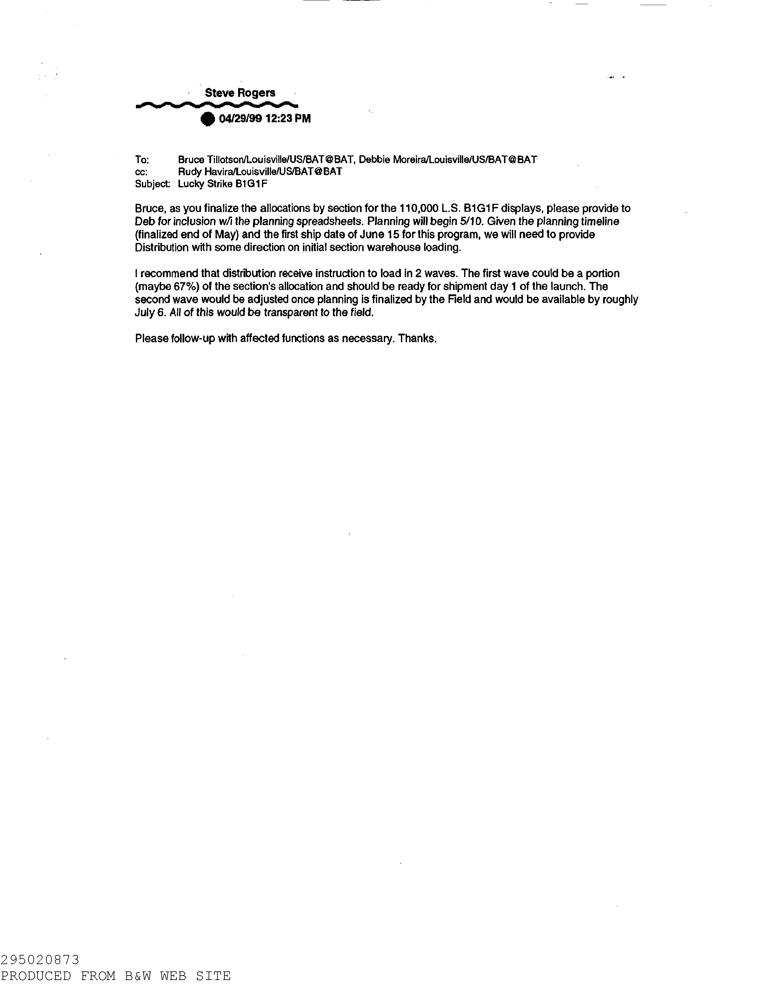 Steve Rogers
04/29/99 12:23 PM
To: Bruce Tillotson/Louisville/US/BAT@BAT, Debbie Moreira/Louisville/US/BAT@BAT
cc: Rudy Havira/Louisville/US/BAT@BAT
Subject: Lucky Strike B1G1F
Bruce, as you finalize the allocations by section for the 110,000 L.S. B1G1F displays, please provide to
Deb for inclusion w/i the planning spreadsheets. Planning will begin 5/10. Given the planning timeline
(finalized end of May) and the first ship date of June 15 for this program, we will need to provide
Distribution with some direction on initial section warehouse loading.
I recommend that distribution receive instruction to load in 2 waves. The first wave could be a portion
(maybe 67%) of the section's allocation and should be ready for shipment day 1 of the launch. The
second wave would be adjusted once planning is finalized by the Field and would be available by roughly
July 6. All of this would be transparent to the field.
Please follow-up with affected functions as necessary. Thanks.
295020873
PRODUCED FROM B&W WEB SITE